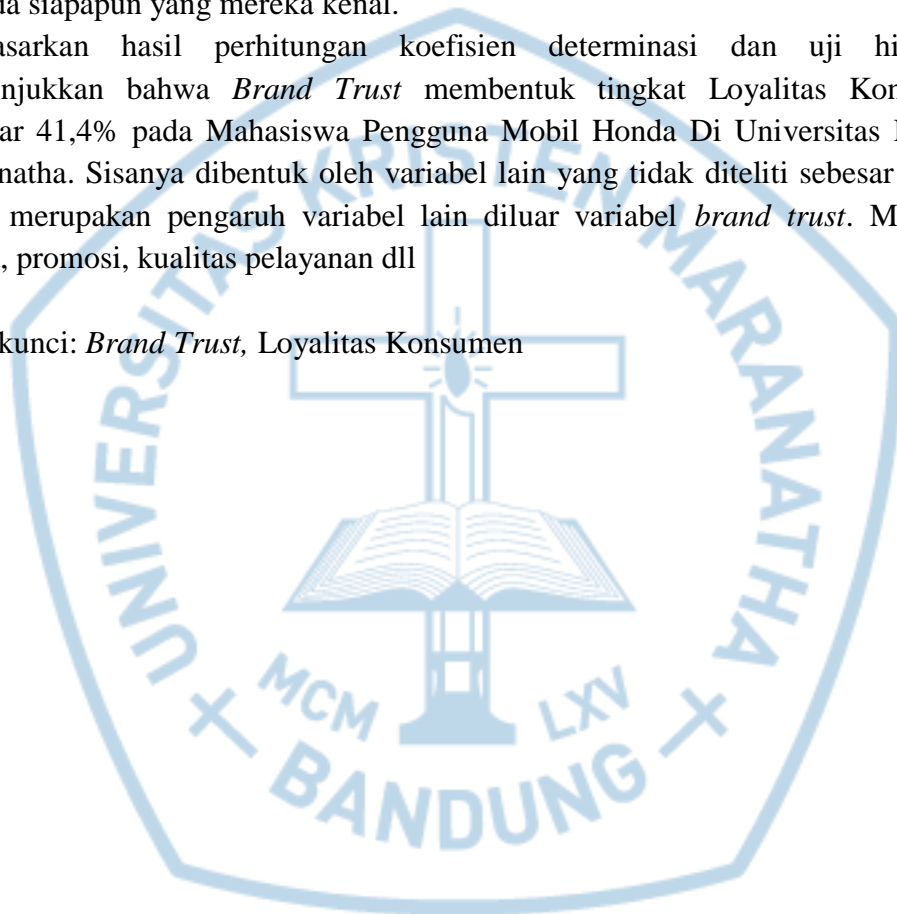 da siapapun yang mereka kenal.
asarkan hasil perhitungan koefisien determinasi dan uji hi
njukkan bahwa Brand Trust membentuk tingkat Loyalitas Kon
ar 41,4% pada Mahasiswa Pengguna Mobil Honda Di Universitas
natha. Sisanya dibentuk oleh variabel lain yang tidak diteliti sebesar
merupakan pengaruh variabel lain diluar variabel brand trust. M
, promosi, kualitas pelayanan dll
kunci: Brand Trust, Loyalitas Konsumen
UNIVERSITAS KRISTEN MARANATHA
MCM LXV
BANDUNG